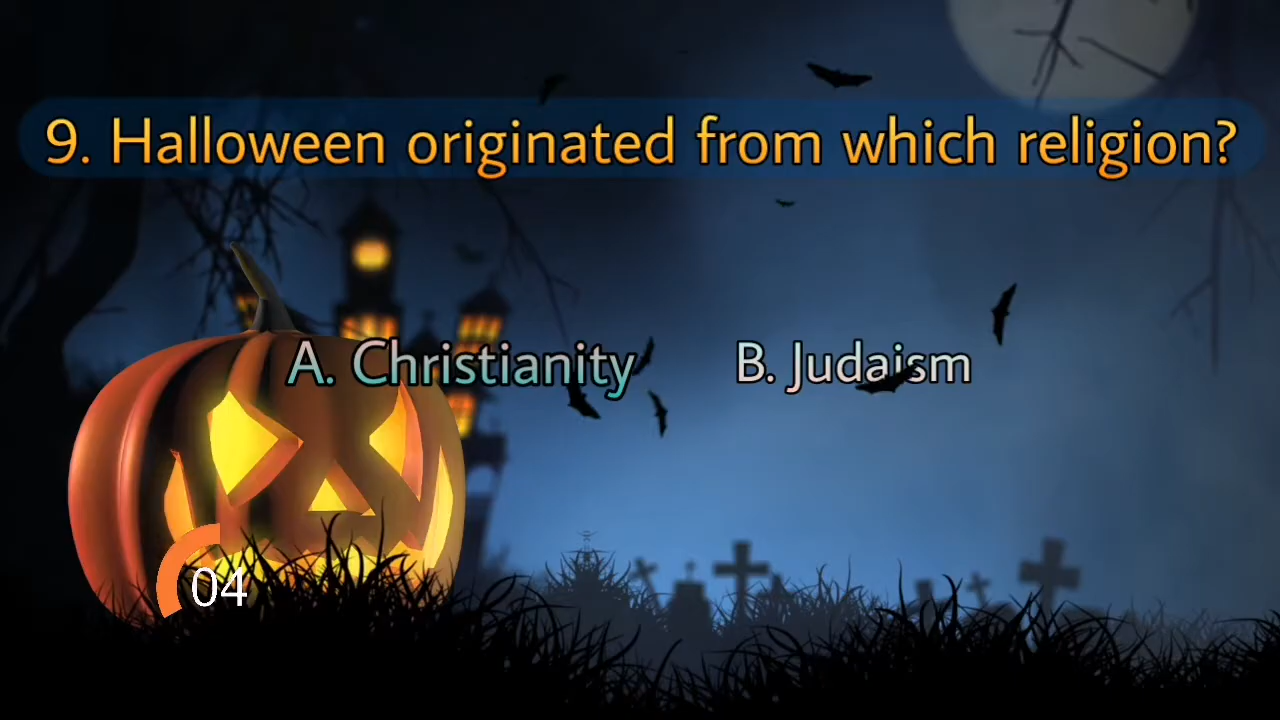 9. Halloween originated from which religion?
A. Christianity B. Judaism
04